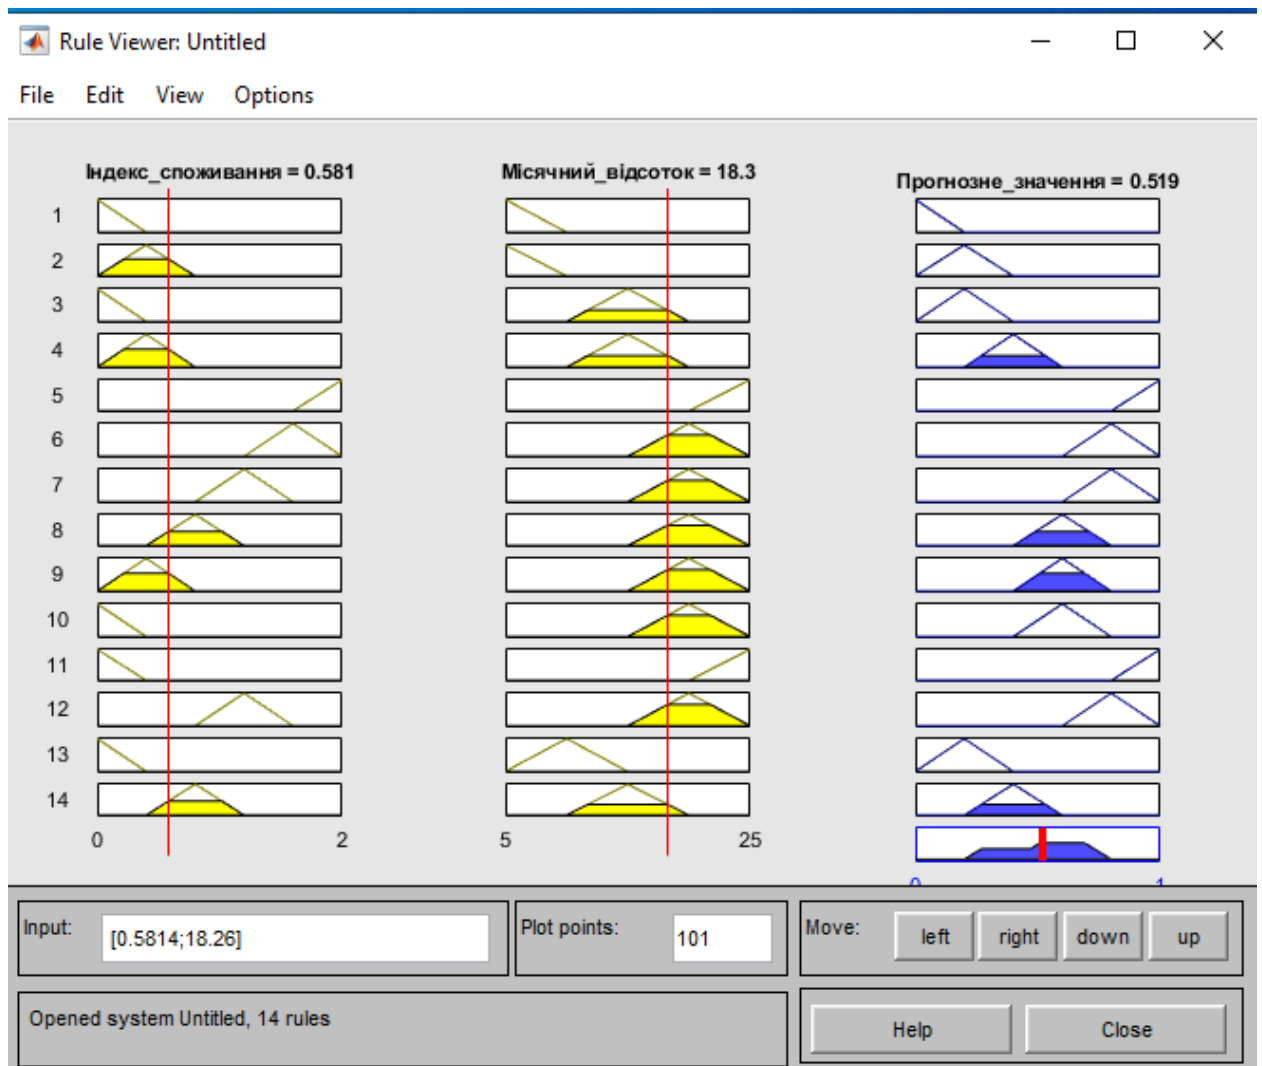 Rule Viewer: Untitled
File Edit View Options
Індекс_споживання = 0.581
Місячний_відсоток = 18.3
Прогнозне_значення = 0.519
1
2
3
4
5
6
7
8
9
10
11
12
13
14
0 2
5 25
0 1
Input: [0.5814;18.26]
Plot points: 101
Move: left right down up
Opened system Untitled, 14 rules
Help Close